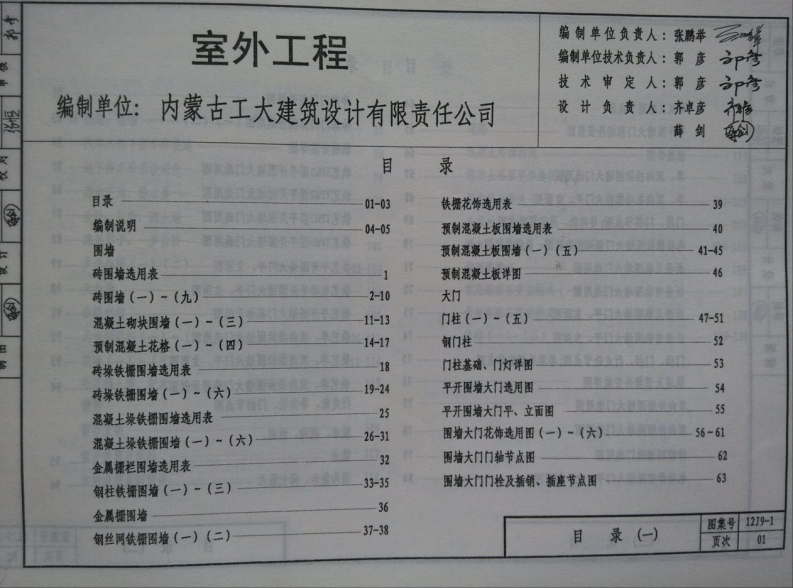 室外工程
编制单位: 内蒙古工大建筑设计有限责任公司
编制单位负责人: 张鹏举
编制单位技术负责人: 郭 彦
技 术 审 定 人: 郭 彦
设 计 负 责 人: 齐卓彦
薛 剑
目 录
目录 01-03
编制说明 04-05
围墙
砖围墙选用表 1
砖围墙(一)~(九) 2-10
混凝土砌块围墙(一)~(三) 11-13
预制混凝土花格(一)~(四) 14-17
砖垛铁栅围墙选用表 18
砖垛铁栅围墙(一)~(六) 19-24
混凝土垛铁栅围墙选用表 25
混凝土垛铁栅围墙(一)~(六) 26-31
金属栅栏围墙选用表 32
钢柱铁栅围墙(一)~(三) 33-35
金属栅围墙 36
钢丝网铁栅围墙(一)(二) 37-38
铁栅花饰选用表 39
预制混凝土板围墙选用表 40
预制混凝土板围墙(一)(五) 41-45
预制混凝土板详图 46
大门
门柱(一)~(五) 47-51
钢门柱 52
门柱基础、门灯详图 53
平开围墙大门选用图 54
平开围墙大门平、立面图 55
围墙大门花饰选用图(一)~(六) 56-61
围墙大门门轴节点图 62
围墙大门门栓及插销、插座节点图 63
目 录 (一)
图集号 12J9-1
页次 01
校对
设计
制图